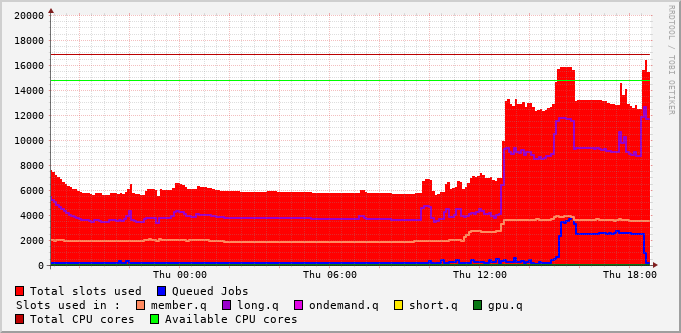 RRDTOOL / TOBI OETIKER
20000
18000
16000
14000
12000
10000
8000
6000
4000
2000
0
Thu 00:00 Thu 06:00 Thu 12:00 Thu 18:00
Total slots used Queued Jobs
Slots used in : member.q long.q ondemand.q short.q gpu.q
Total CPU cores Available CPU cores